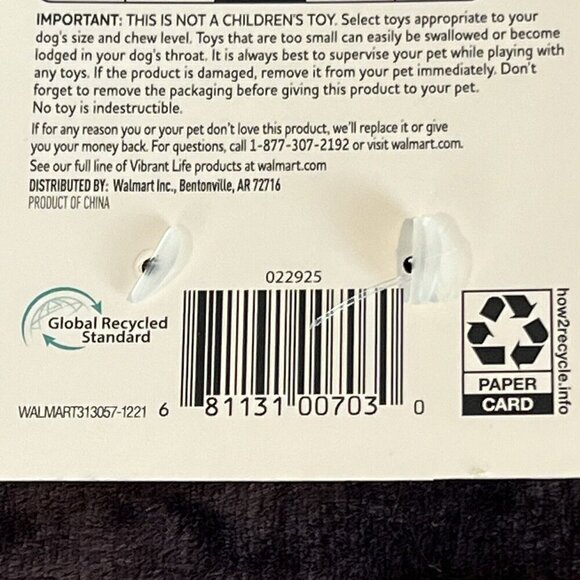 IMPORTANT: THIS IS NOT A CHILDREN'S TOY. Select toys appropriate to your
dog's size and chew level. Toys that are too small can easily be swallowed or become
lodged in your dog's throat. It is always best to supervise your pet while playing with
any toys. If the product is damaged, remove it from your pet immediately. Don't
forget to remove the packaging before giving this product to your pet.
No toy is indestructible.
If for any reason you or your pet don't love this product, we'll replace it or give
you your money back. For questions, call 1-877-307-2192 or visit walmart.com.
See our full line of Vibrant Life products at walmart.com
DISTRIBUTED BY: Walmart Inc., Bentonville, AR 72716
PRODUCT OF CHINA
022925
Global Recycled
Standard
WALMART313057-1221
6 81131 00703 0
PAPER
CARD
how2recycle.info